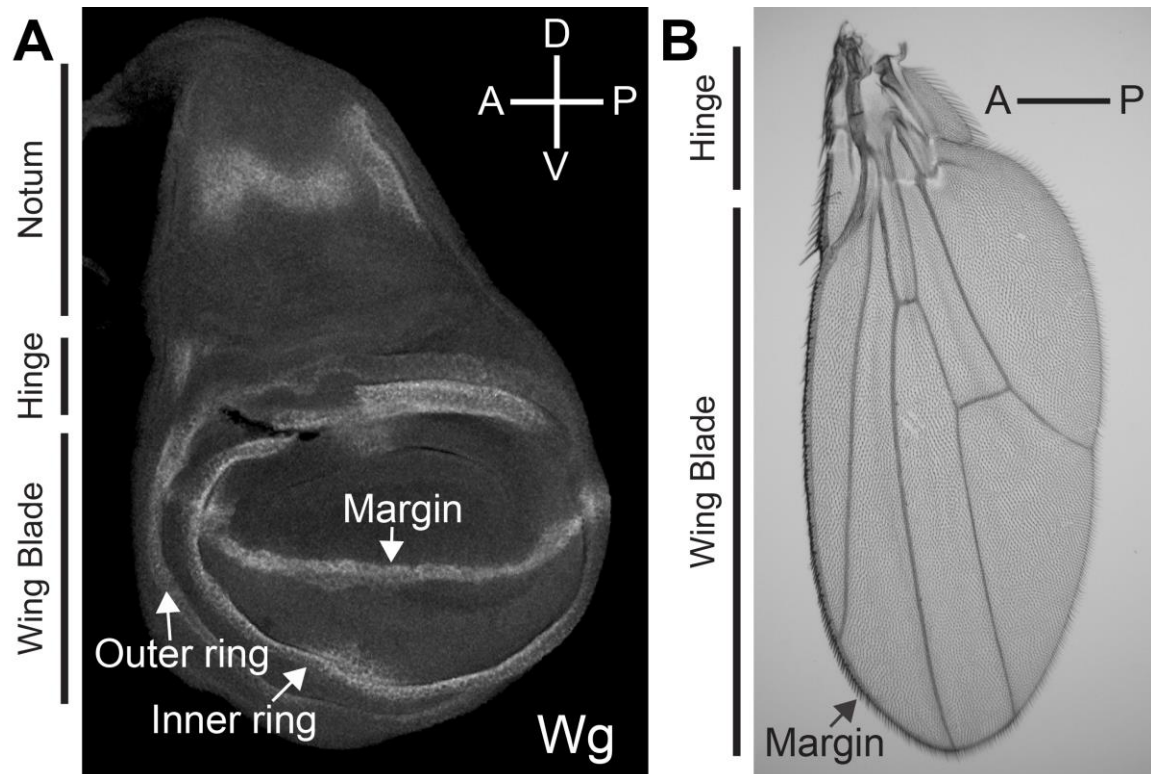 A
D
A
P
V
Notum
Hinge
Wing Blade
Margin
Outer ring
Inner ring
Wg
B
A
P
Hinge
Wing Blade
Margin